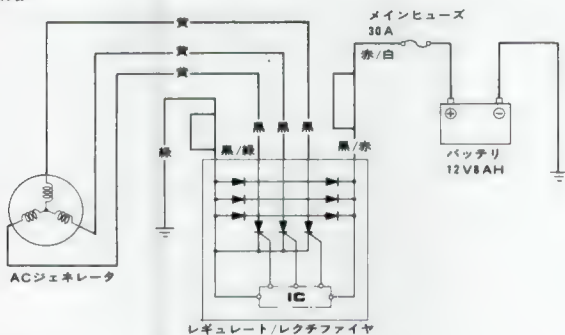 メインヒューズ
30A
赤/白
黄
黄
黄
緑
黒
黒
黒
黒/緑
黒/赤
⊕
⊖
バッテリ
12V8AH
ACジェネレータ
IC
レギュレート/レクチファイヤ